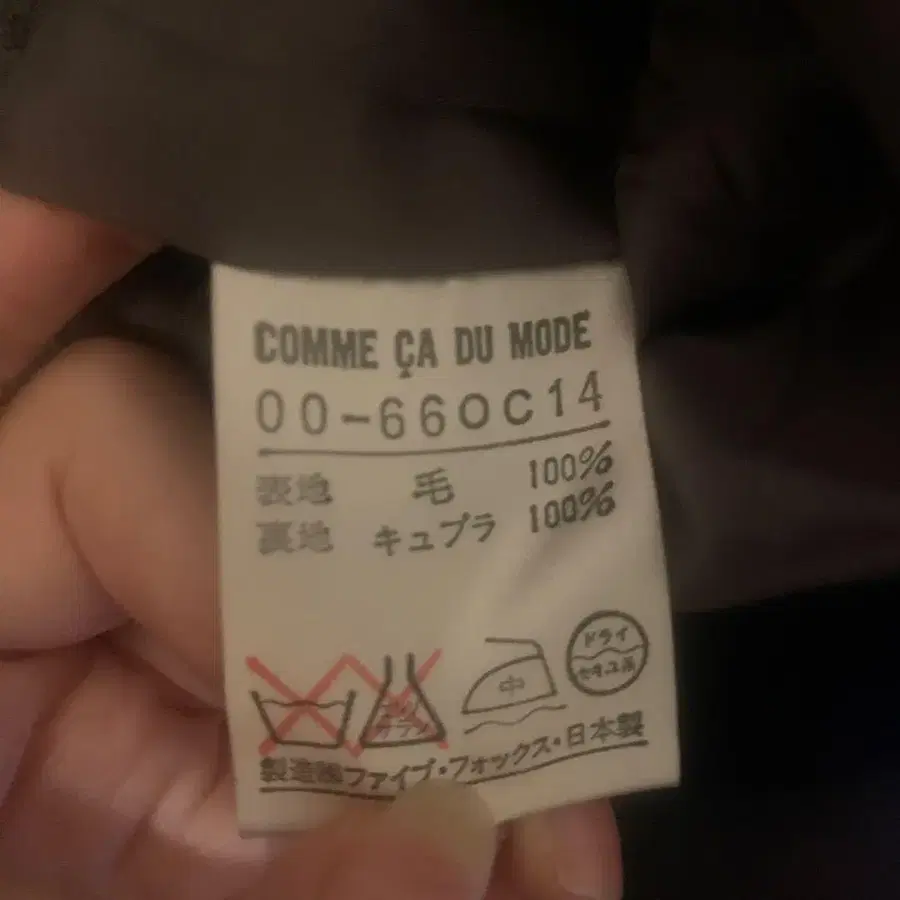 COMME ÇA DU MODE
00-660C14
表地 毛 100%
裏地 キュプラ 100%
中
ドライ
セキユ系
製造 ファイブ・フォックス・日本製